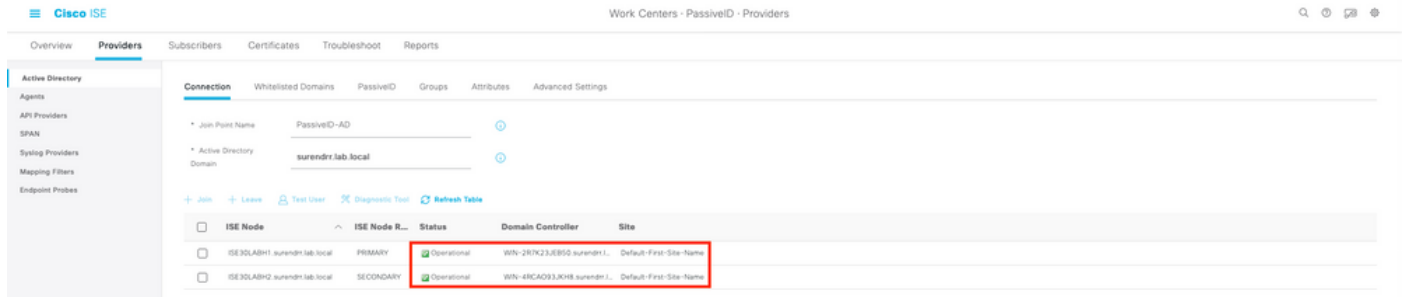 Cisco ISE
Work Centers · PassiveID · Providers
Overview Providers Subscribers Certificates Troubleshoot Reports
Active Directory
Agents
API Providers
SPAN
Syslog Providers
Mapping Filters
Endpoint Probes
Connection Whitelisted Domains PassiveID Groups Attributes Advanced Settings
* Join Point Name PassiveID-AD
* Active Directory Domain surendrr.lab.local
+ Join + Leave Test User Diagnostic Tool Refresh Table
ISE Node ISE Node R... Status Domain Controller Site
ISE30LABH1.surendrr.lab.local PRIMARY Operational WIN-2R7K23JEB50.surendrr.l... Default-First-Site-Name
ISE30LABH2.surendrr.lab.local SECONDARY Operational WIN-4RCAO93JKH8.surendrr.l... Default-First-Site-Name